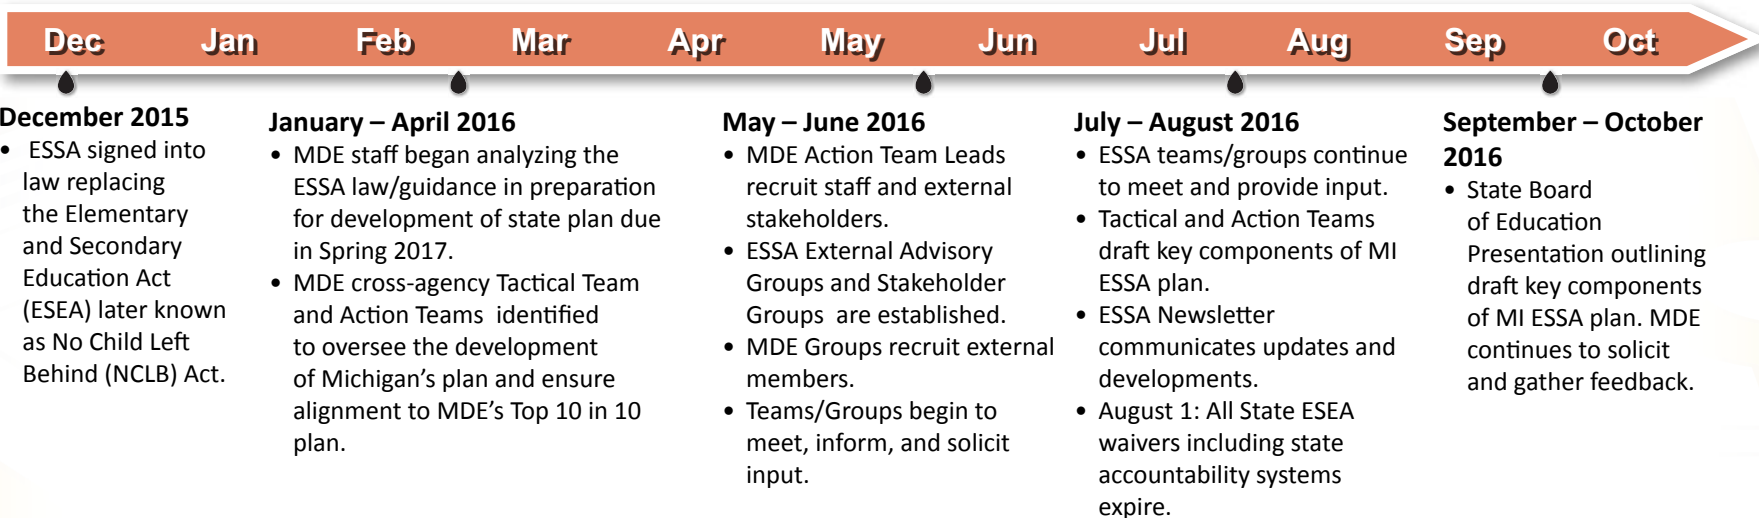 Dec Jan Feb Mar Apr May Jun Jul Aug Sep Oct
December 2015
• ESSA signed into
law replacing
the Elementary
and Secondary
Education Act
(ESEA) later known
as No Child Left
Behind (NCLB) Act.
January – April 2016
• MDE staff began analyzing the
ESSA law/guidance in preparation
for development of state plan due
in Spring 2017.
• MDE cross-agency Tactical Team
and Action Teams identified
to oversee the development
of Michigan’s plan and ensure
alignment to MDE’s Top 10 in 10
plan.
May – June 2016
• MDE Action Team Leads
recruit staff and external
stakeholders.
• ESSA External Advisory
Groups and Stakeholder
Groups are established.
• MDE Groups recruit external
members.
• Teams/Groups begin to
meet, inform, and solicit
input.
July – August 2016
• ESSA teams/groups continue
to meet and provide input.
• Tactical and Action Teams
draft key components of MI
ESSA plan.
• ESSA Newsletter
communicates updates and
developments.
• August 1: All State ESEA
waivers including state
accountability systems
expire.
September – October
2016
• State Board
of Education
Presentation outlining
draft key components
of MI ESSA plan. MDE
continues to solicit
and gather feedback.